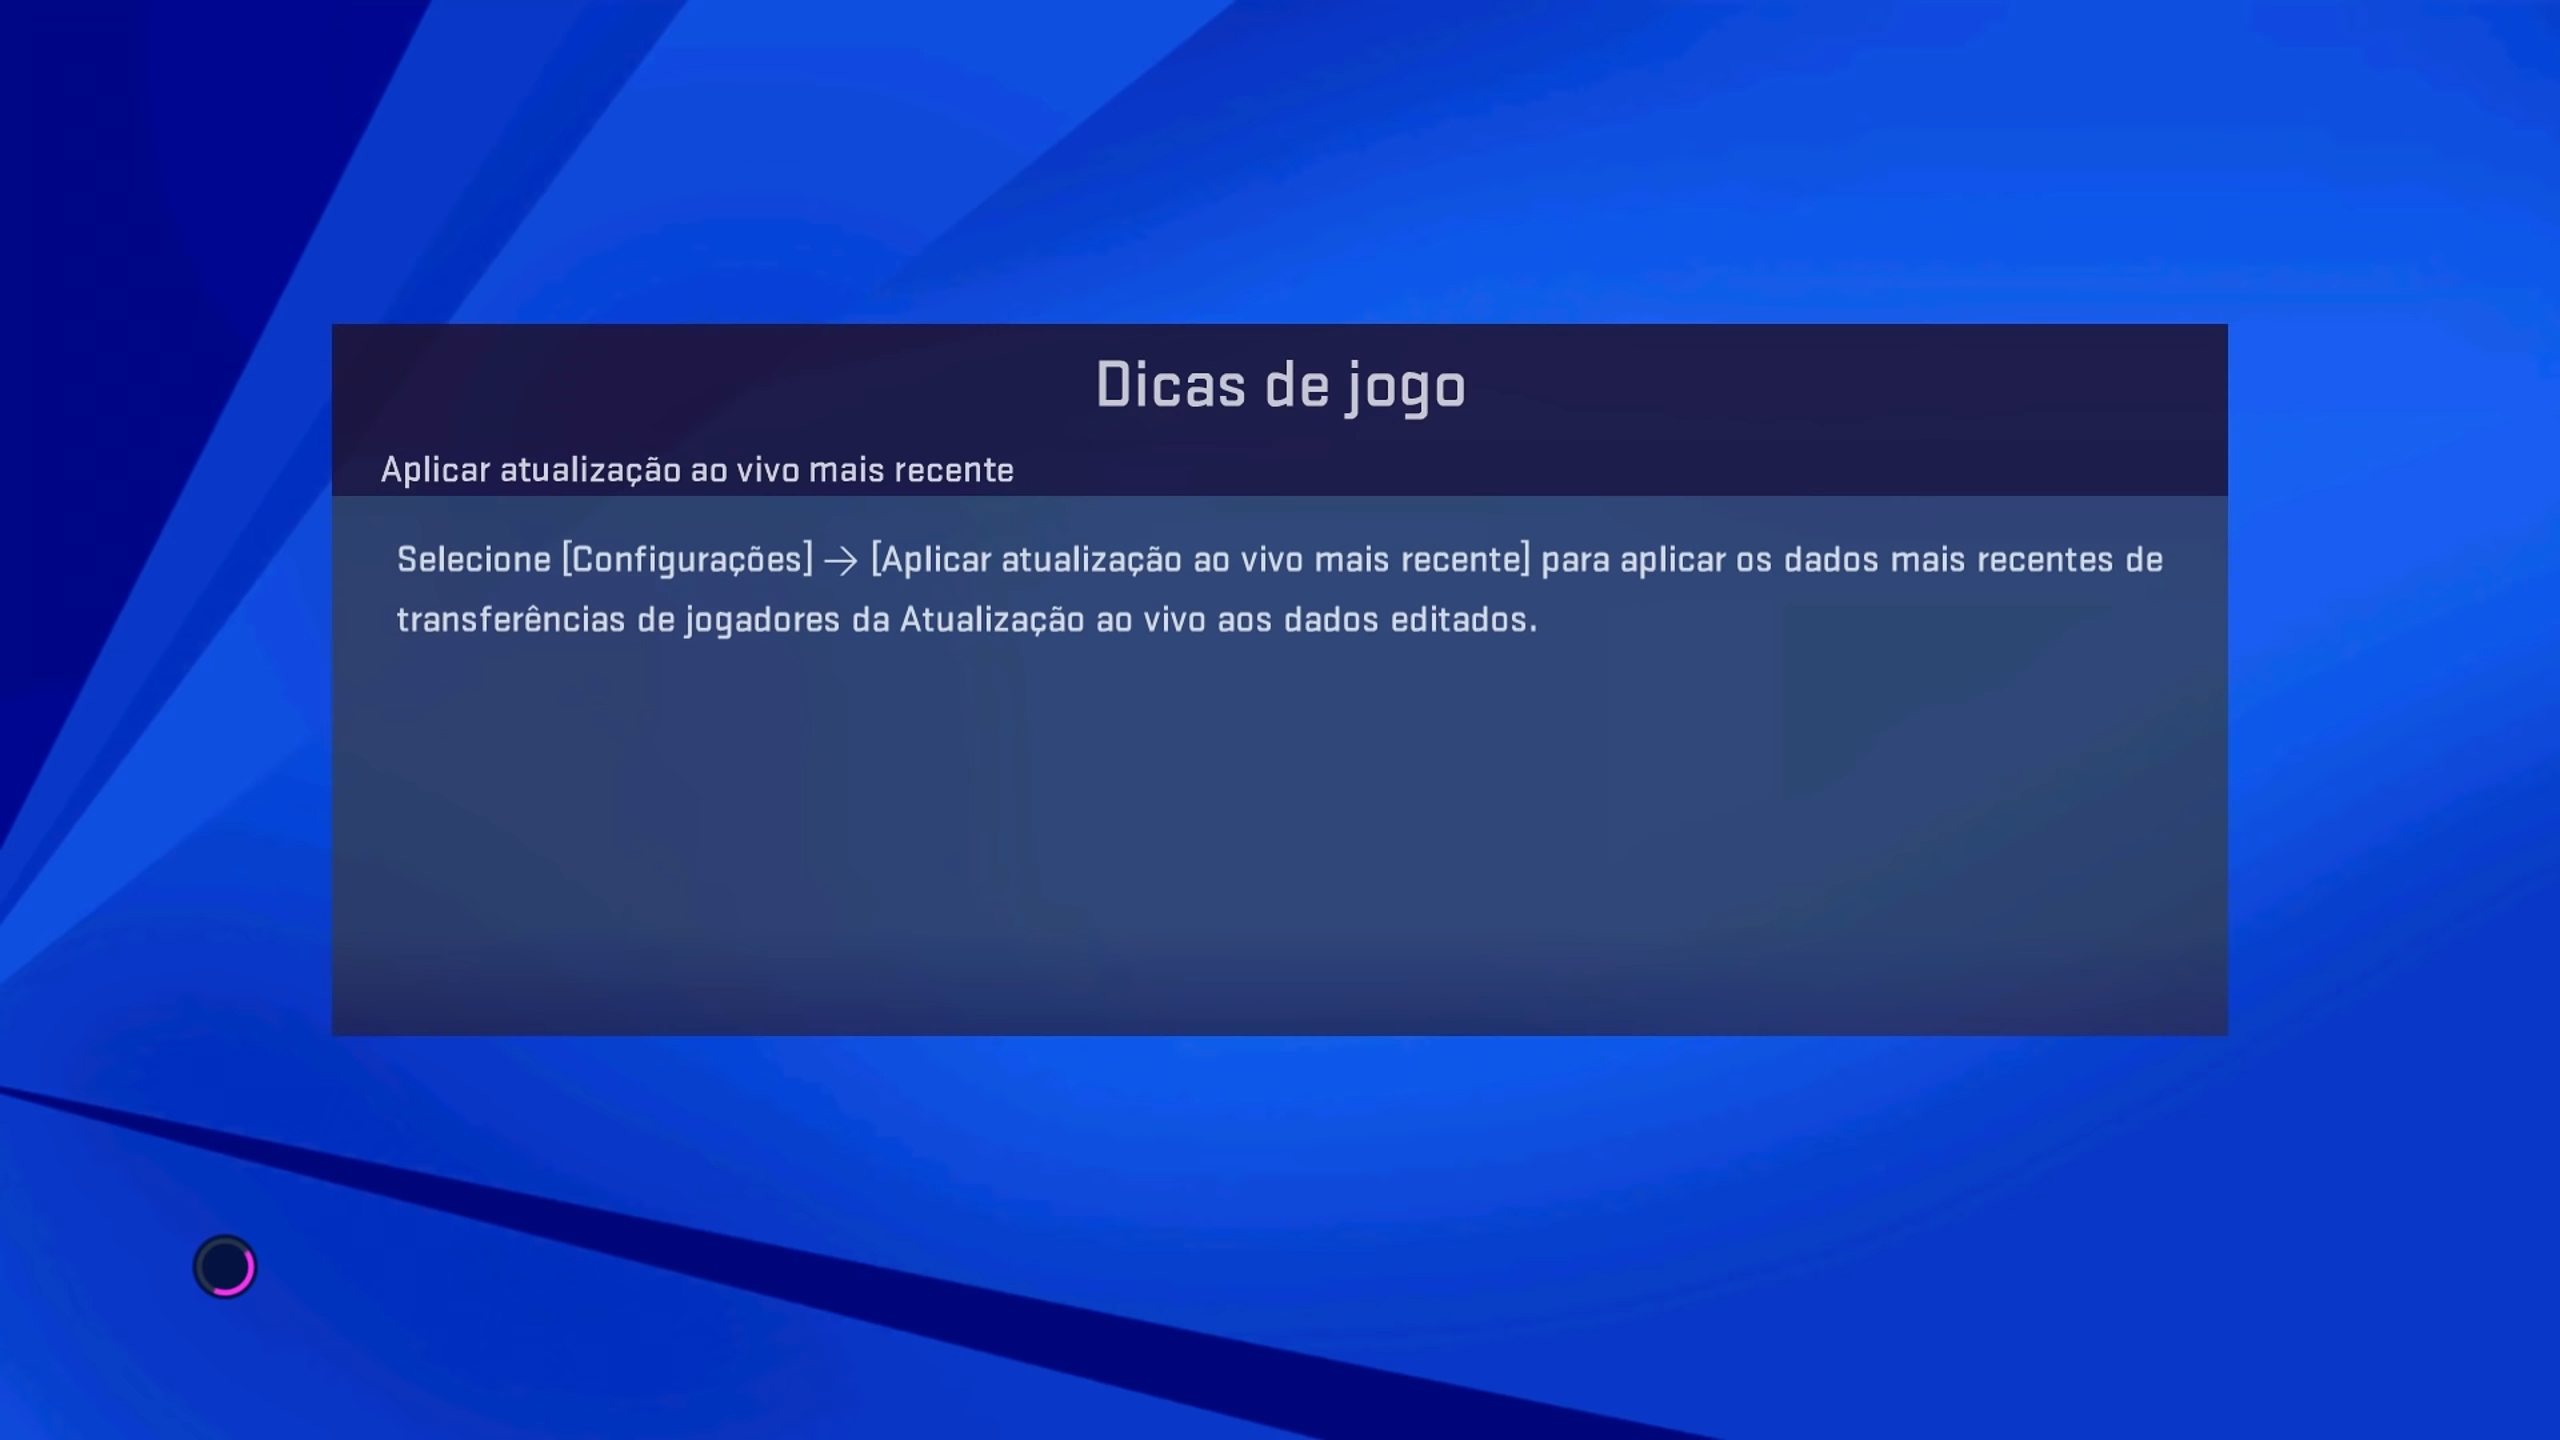 Dicas de jogo
Aplicar atualização ao vivo mais recente
Selecione [Configurações] → [Aplicar atualização ao vivo mais recente] para aplicar os dados mais recentes de
transferências de jogadores da Atualização ao vivo aos dados editados.